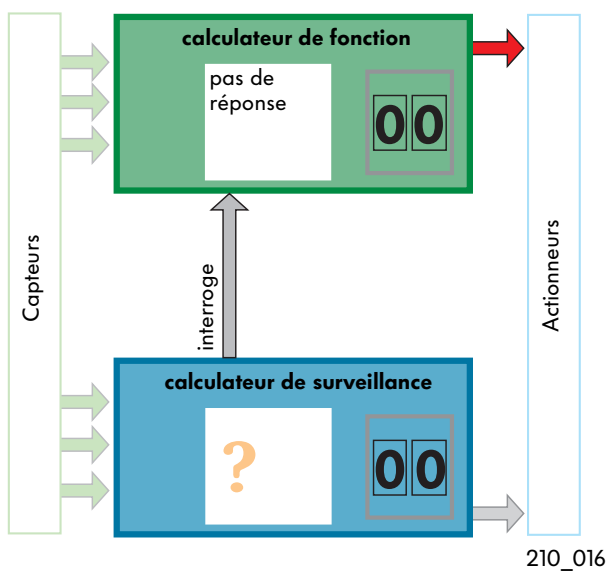 calculateur de fonction
pas de
réponse
00
Capteurs
interroge
Actionneurs
calculateur de surveillance
?
00
210_016